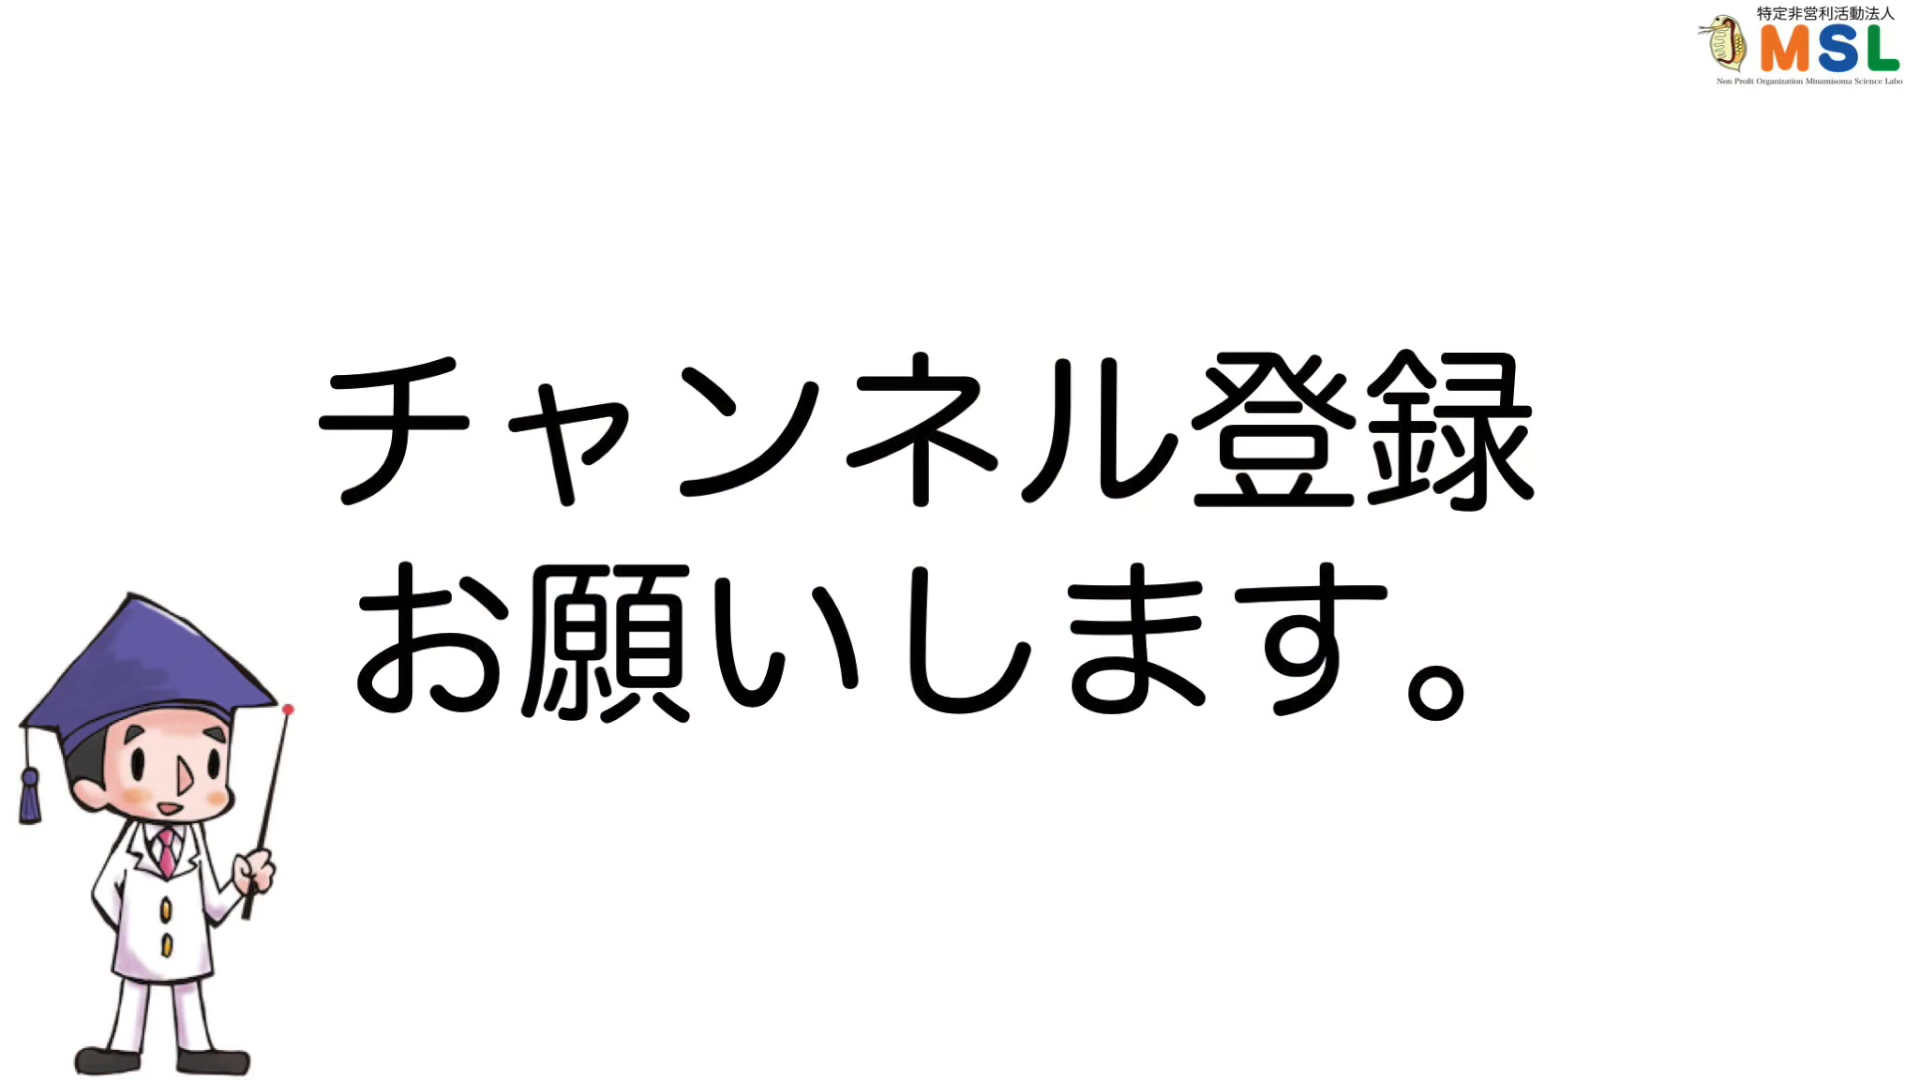 特定非営利活動法人
MSL
Non Profit Organization Minamisoma Science Labo
チャンネル登録
お願いします。